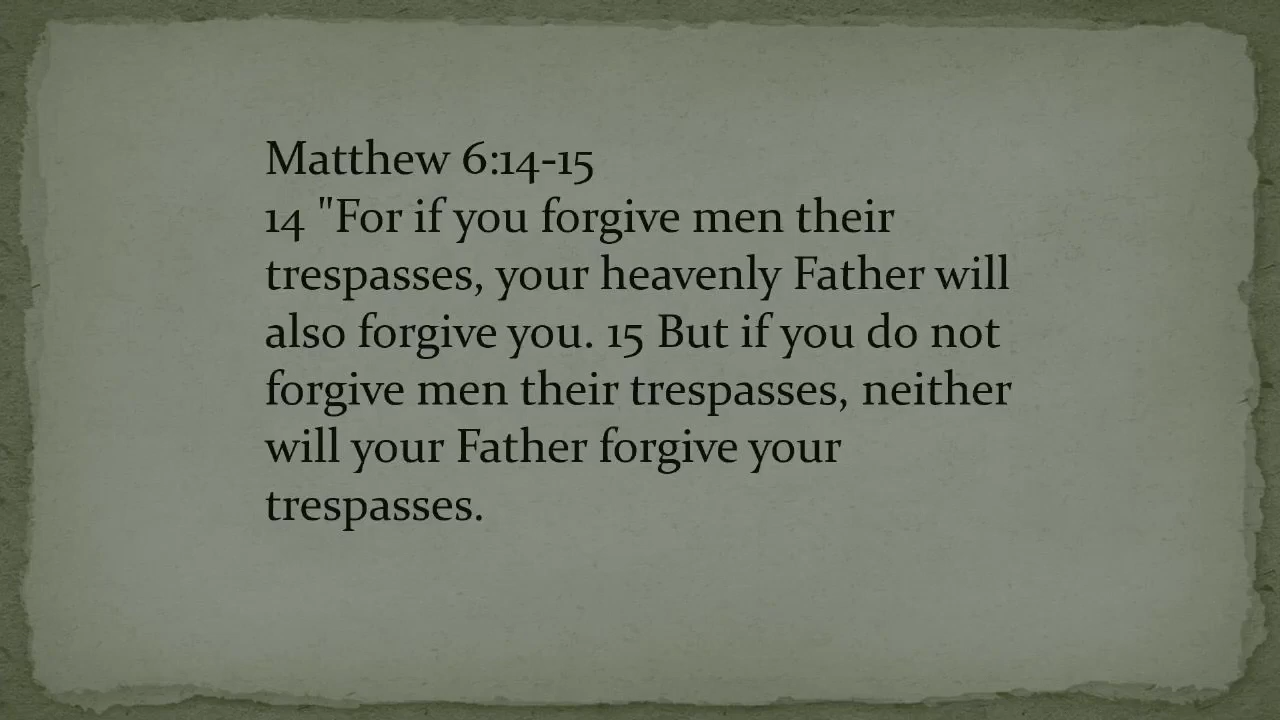 Matthew 6:14-15
14 "For if you forgive men their
trespasses, your heavenly Father will
also forgive you. 15 But if you do not
forgive men their trespasses, neither
will your Father forgive your
trespasses.